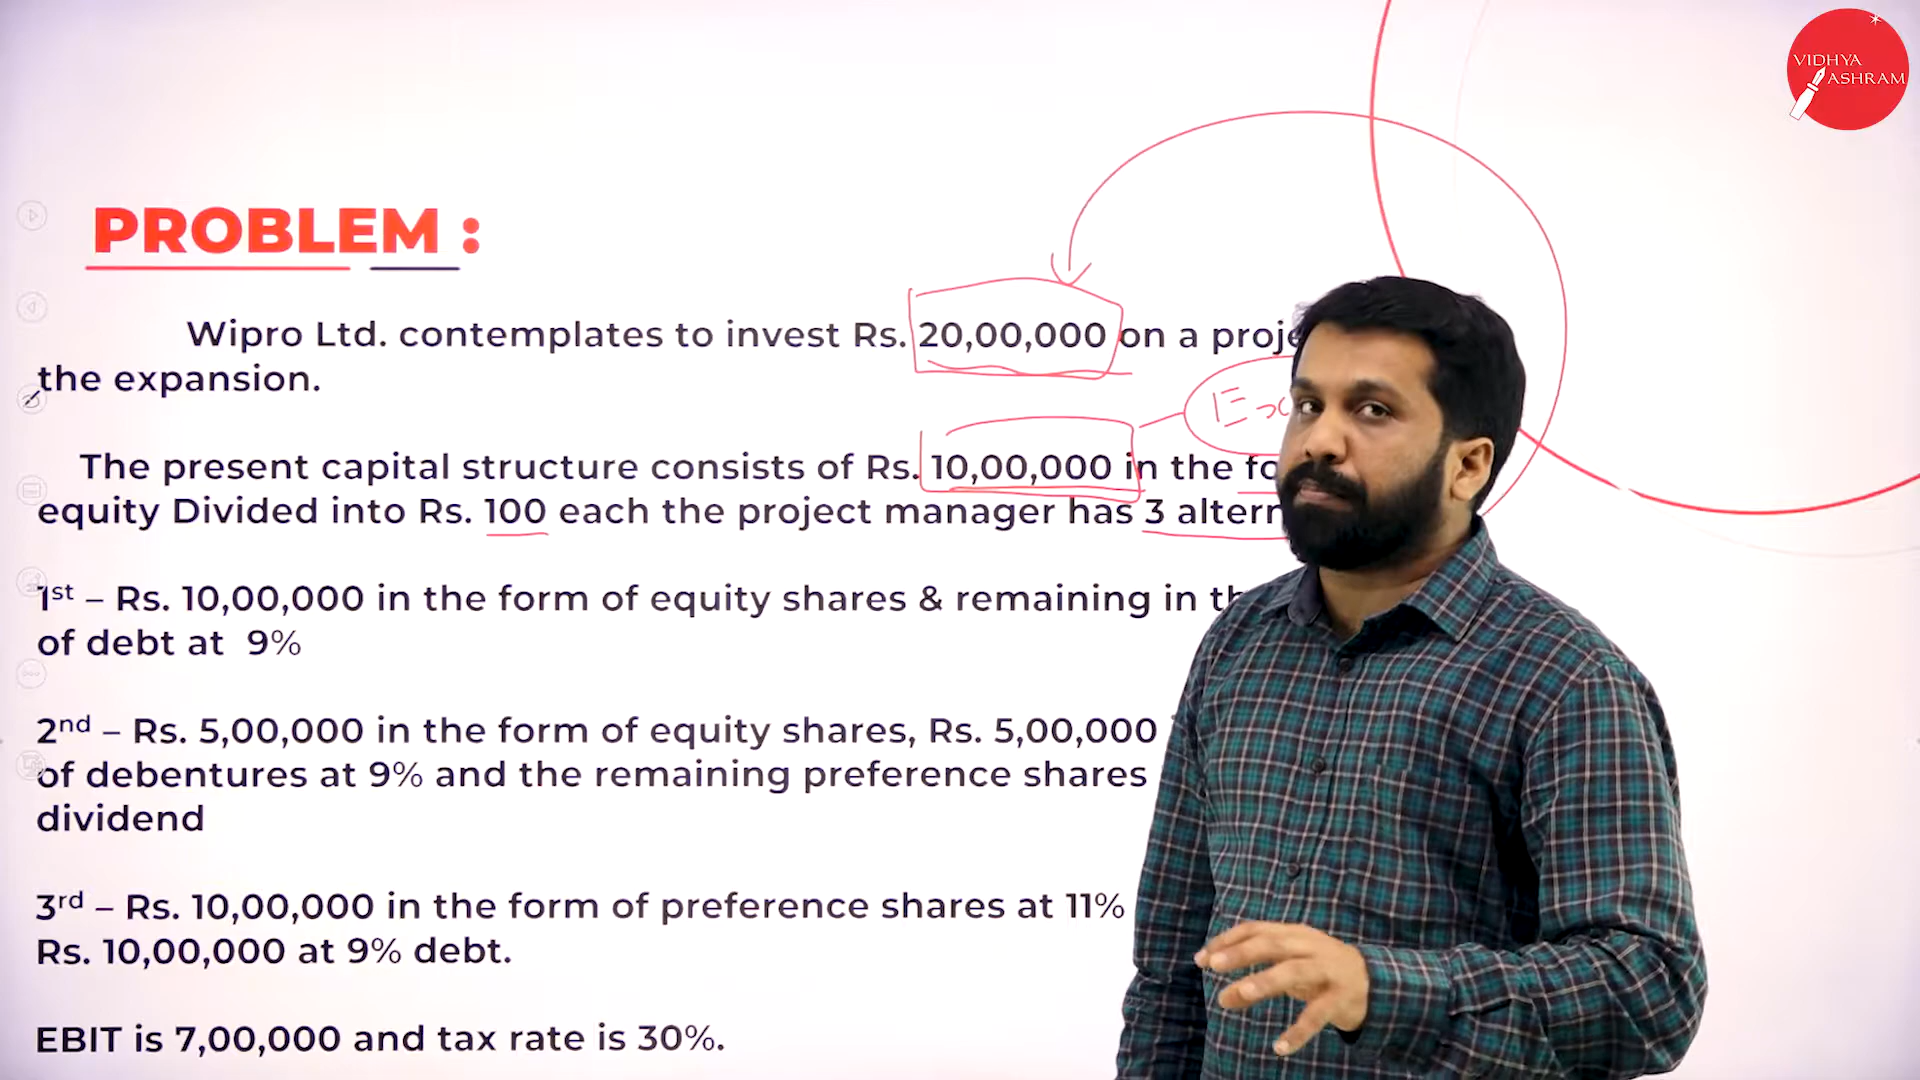 VIDHYA
ASHRAM
PROBLEM :
Wipro Ltd. contemplates to invest Rs. 20,00,000 on a
the expansion.
The present capital structure consists of Rs. 10,00,000 in the
equity Divided into Rs. 100 each the project manager has 3
1st – Rs. 10,00,000 in the form of equity shares & remaining in
of debt at 9%
2nd – Rs. 5,00,000 in the form of equity shares, Rs. 5,00,000
of debentures at 9% and the remaining preference shares
dividend
3rd – Rs. 10,00,000 in the form of preference shares at 11%
Rs. 10,00,000 at 9% debt.
EBIT is 7,00,000 and tax rate is 30%.